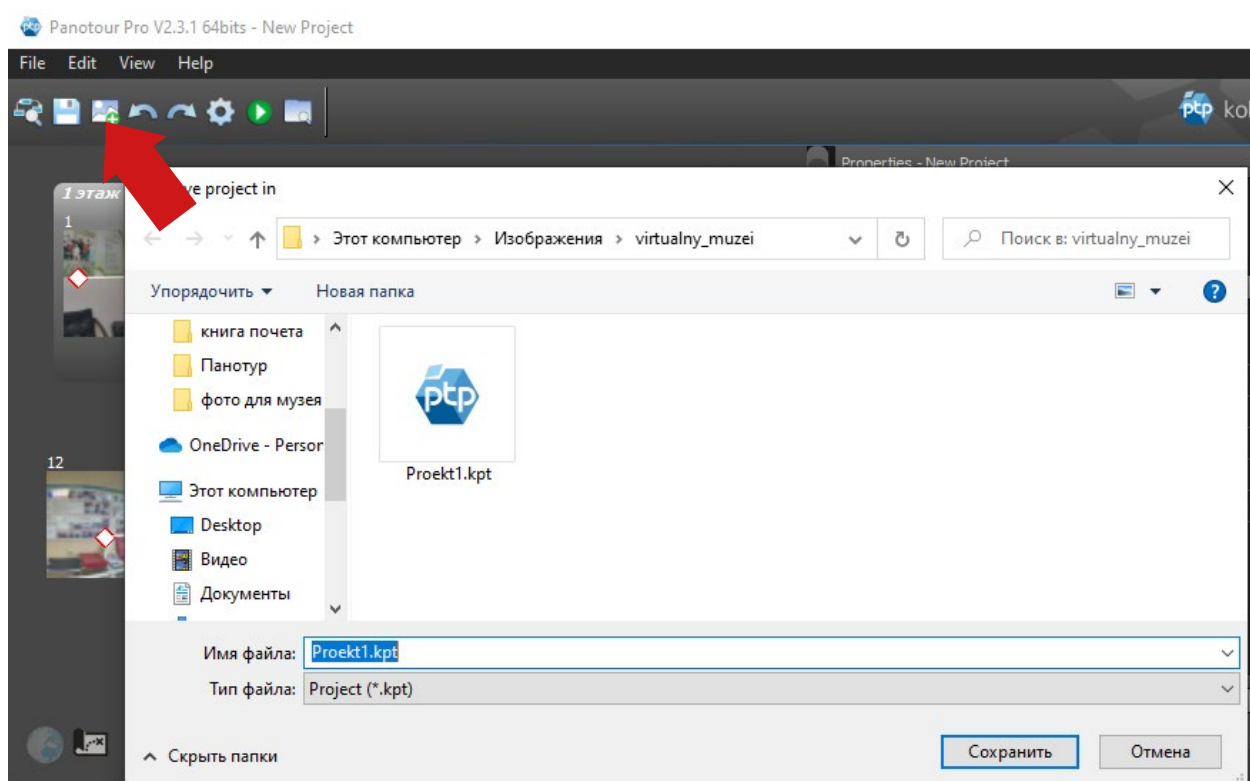 Panotour Pro V2.3.1 64bits - New Project
File Edit View Help
ptp kol
Properties - New Project
1 этаж
ve project in
1
Этот компьютер › Изображения › virtualny_muzei
Поиск в: virtualny_muzei
Упорядочить Новая папка
книга почета
Панотур
фото для музея
OneDrive - Person
Этот компьютер
Desktop
Видео
Документы
ptp
Proekt1.kpt
12
Имя файла: Proekt1.kpt
Тип файла: Project (*.kpt)
Скрыть папки
Сохранить Отмена